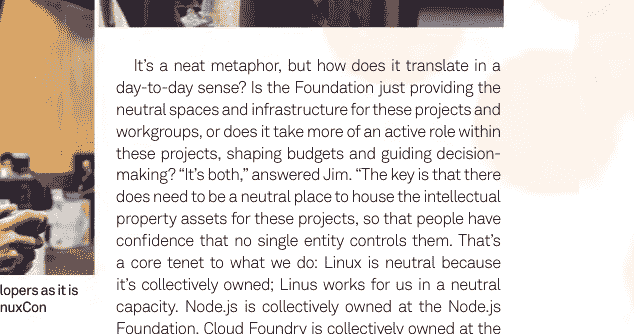 It’s a neat metaphor, but how does it translate in a
day-to-day sense? Is the Foundation just providing the
neutral spaces and infrastructure for these projects and
workgroups, or does it take more of an active role within
these projects, shaping budgets and guiding decision-
making? “It’s both,” answered Jim. “The key is that there
does need to be a neutral place to house the intellectual
property assets for these projects, so that people have
confidence that no single entity controls them. That’s
a core tenet to what we do: Linux is neutral because
it’s collectively owned; Linus works for us in a neutral
capacity. Node.js is collectively owned at the Node.js
Foundation. Cloud Foundry is collectively owned at the
lopers as it is
nuxCon